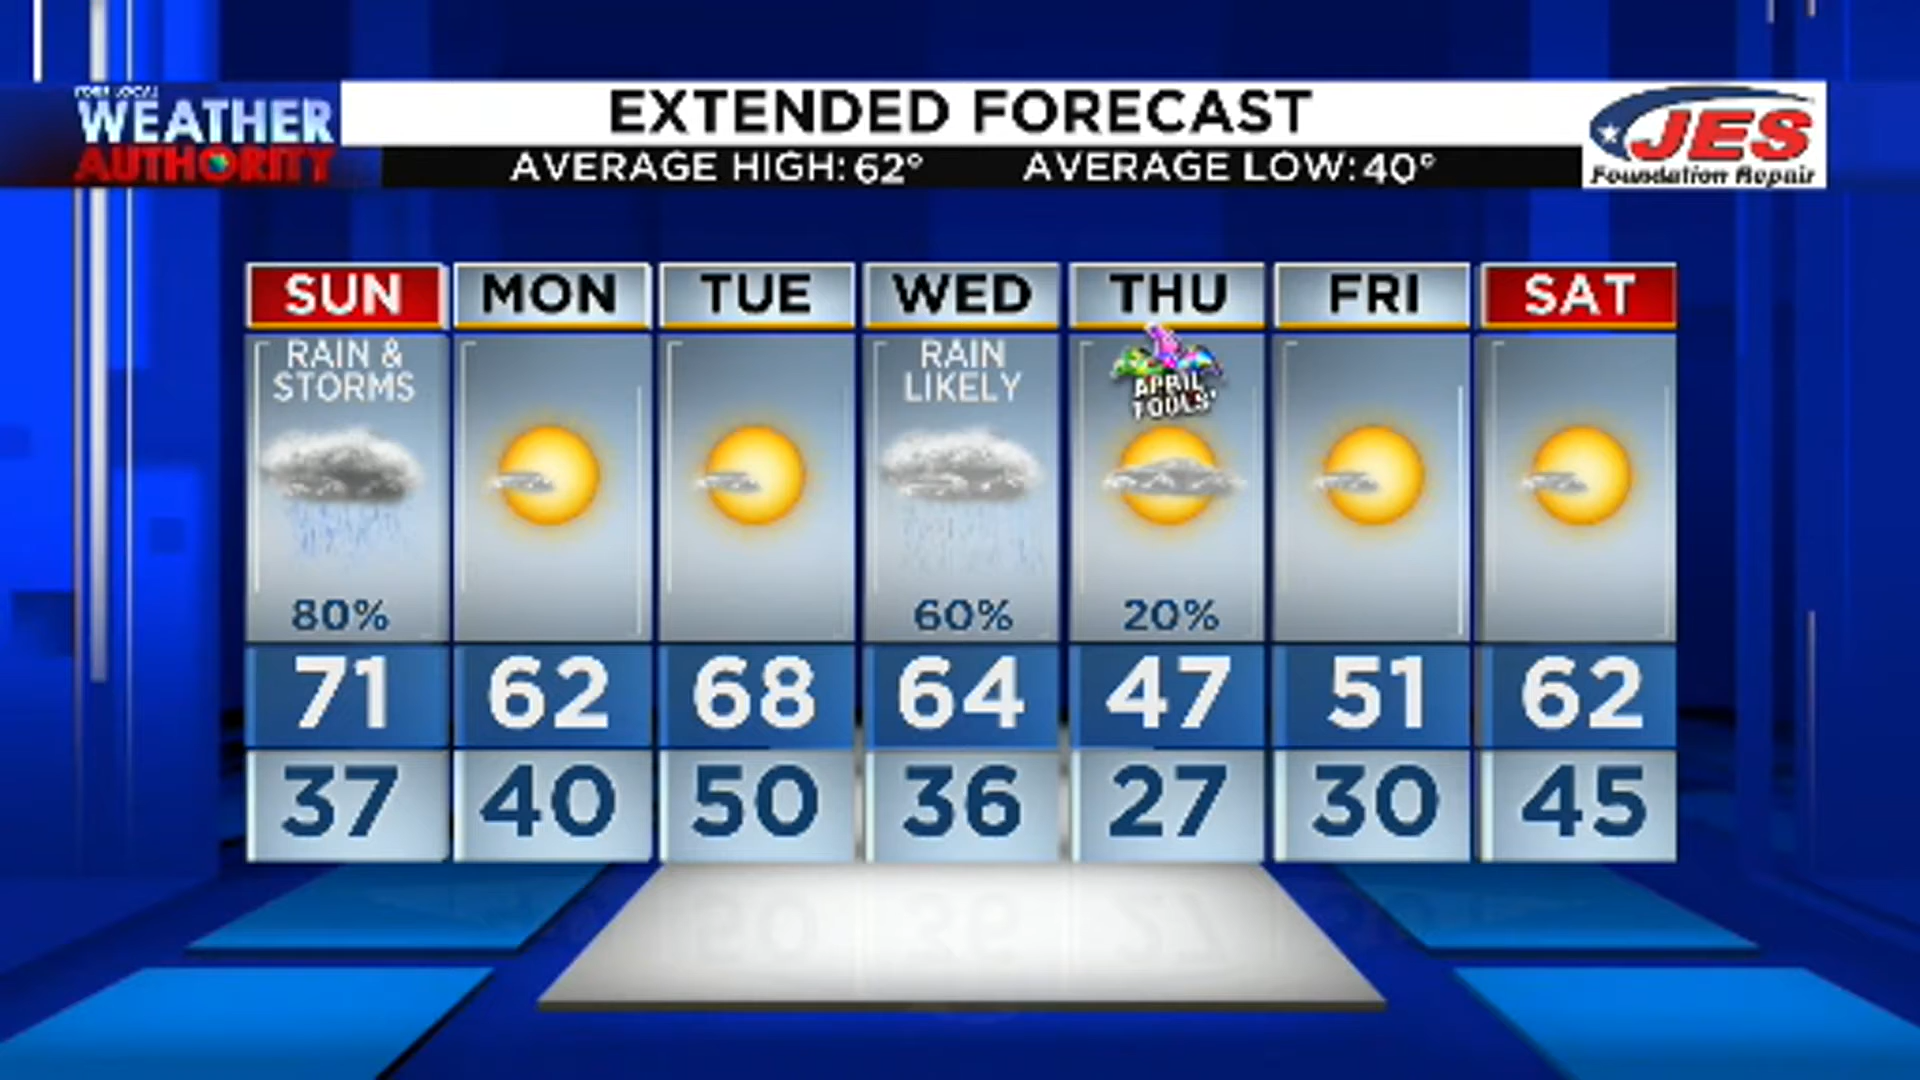 YOUR LOCAL
WEATHER
AUTHORITY
EXTENDED FORECAST
AVERAGE HIGH: 62° AVERAGE LOW: 40°
JES
Foundation Repair
SUN MON TUE WED THU FRI SAT
RAIN &
STORMS
RAIN
LIKELY
APRIL
FOOLS'
80% 60% 20%
71 62 68 64 47 51 62
37 40 50 36 27 30 45